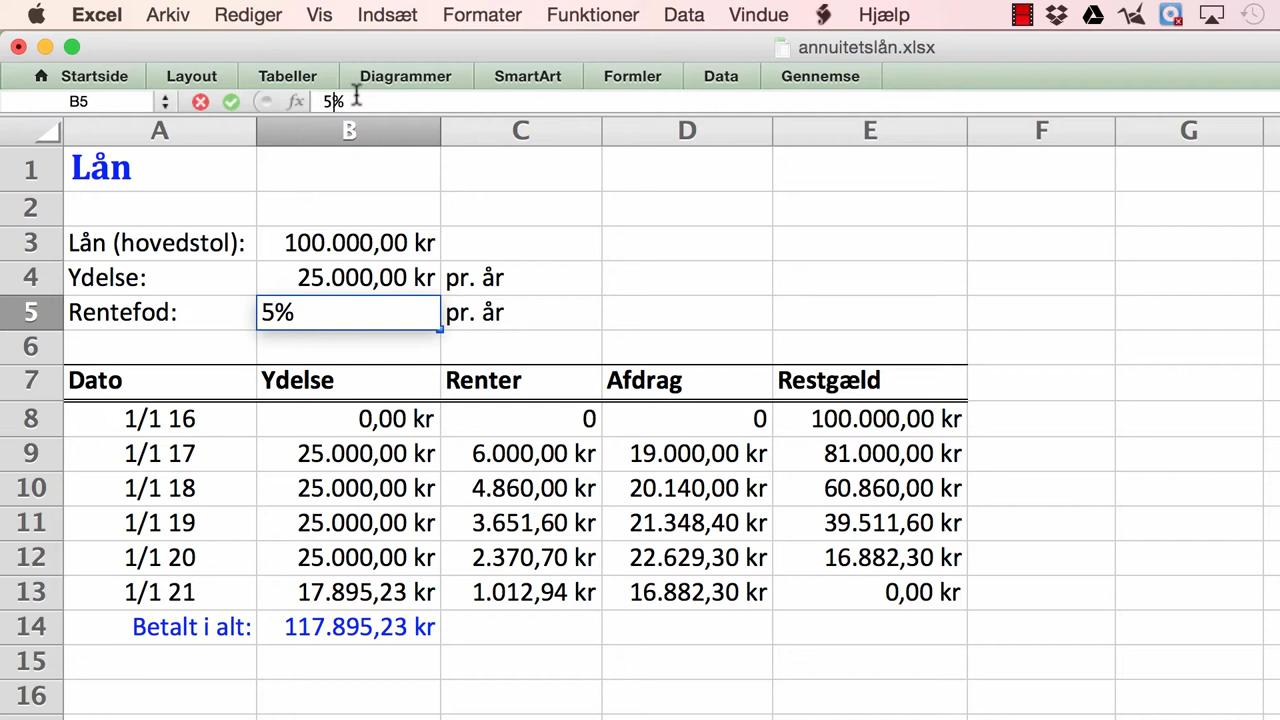 Excel Arkiv Rediger Vis Indsæt Formater Funktioner Data Vindue Hjælp
annuitetslån.xlsx
Startside Layout Tabeller Diagrammer SmartArt Formler Data Gennemse
B5 fx 5%
A B C D E F G
1 Lån
2
3 Lån (hovedstol): 100.000,00 kr
4 Ydelse: 25.000,00 kr pr. år
5 Rentefod: 5% pr. år
6
7 Dato Ydelse Renter Afdrag Restgæld
8 1/1 16 0,00 kr 0 0 100.000,00 kr
9 1/1 17 25.000,00 kr 6.000,00 kr 19.000,00 kr 81.000,00 kr
10 1/1 18 25.000,00 kr 4.860,00 kr 20.140,00 kr 60.860,00 kr
11 1/1 19 25.000,00 kr 3.651,60 kr 21.348,40 kr 39.511,60 kr
12 1/1 20 25.000,00 kr 2.370,70 kr 22.629,30 kr 16.882,30 kr
13 1/1 21 17.895,23 kr 1.012,94 kr 16.882,30 kr 0,00 kr
14 Betalt i alt: 117.895,23 kr
15
16